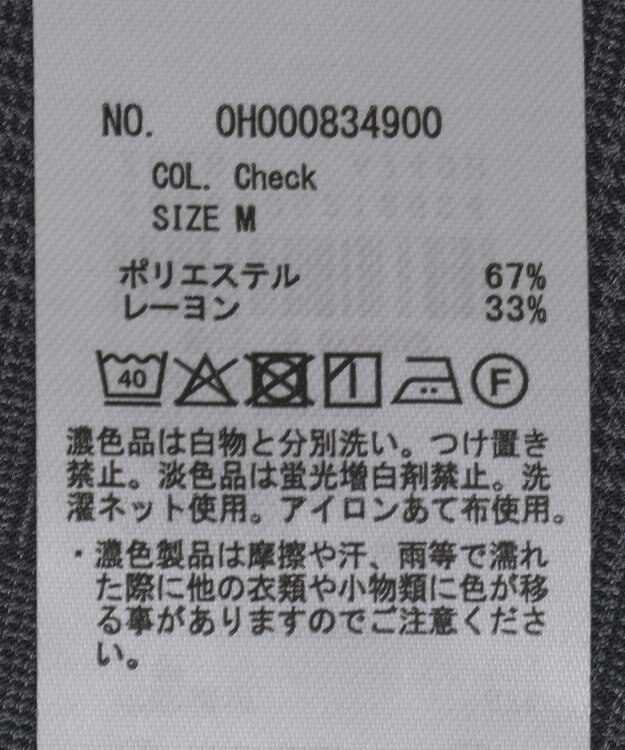 NO. 0H000834900
COL. Check
SIZE M
ポリエステル 67%
レーヨン 33%
40 F
濃色品は白物と分別洗い。つけ置き
禁止。淡色品は蛍光増白剤禁止。洗
濯ネット使用。アイロンあて布使用。
・濃色製品は摩擦や汗、雨等で濡れ
た際に他の衣類や小物類に色が移
る事がありますのでご注意くださ
い。